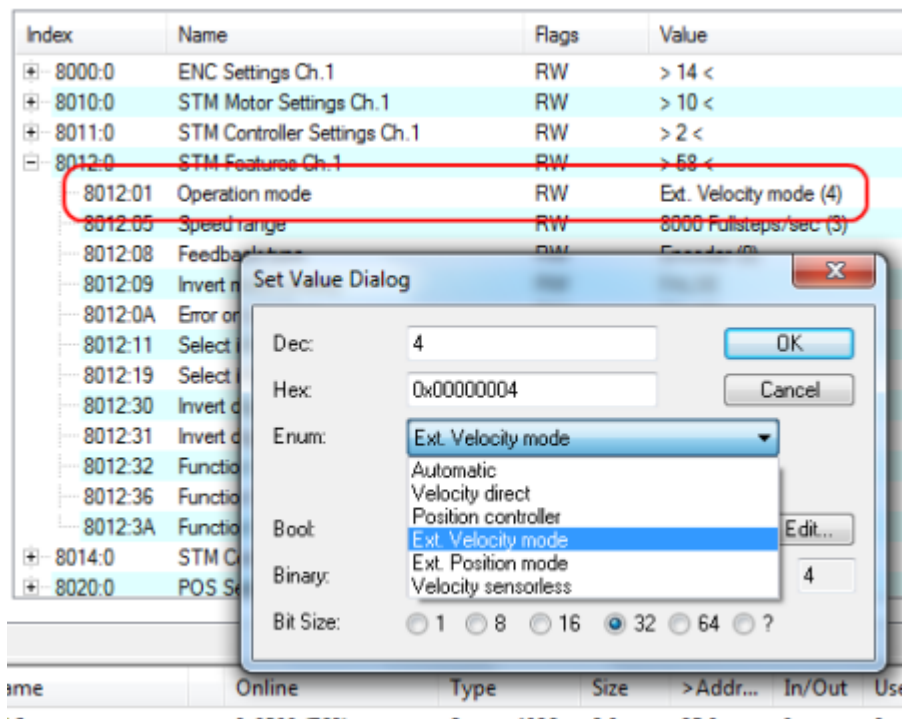 Index Name Flags Value
8000:0 ENC Settings Ch.1 RW > 14 <
8010:0 STM Motor Settings Ch.1 RW > 10 <
8011:0 STM Controller Settings Ch.1 RW > 2 <
8012:0 STM Features Ch.1 RW > 58 <
8012:01 Operation mode RW Ext. Velocity mode (4)
8012:05 Speed range RW 8000 Fullsteps/sec (3)
8012:08 RW
8012:09 Invert
8012:0A Error on
8012:11 Select
8012:19 Select
8012:30 Invert
8012:31 Invert
8012:32
8012:36
8012:3A
8014:0 STM
8020:0 POS
Set Value Dialog
Dec: 4 OK
Hex: 0x00000004 Cancel
Enum: Ext. Velocity mode
Automatic
Velocity direct
Position controller
Ext. Velocity mode
Ext. Position mode
Velocity sensorless
Bool: Edit...
Binary: 4
Bit Size: 1 8 16 32 64 ?
Online Type Size >Addr... In/Out